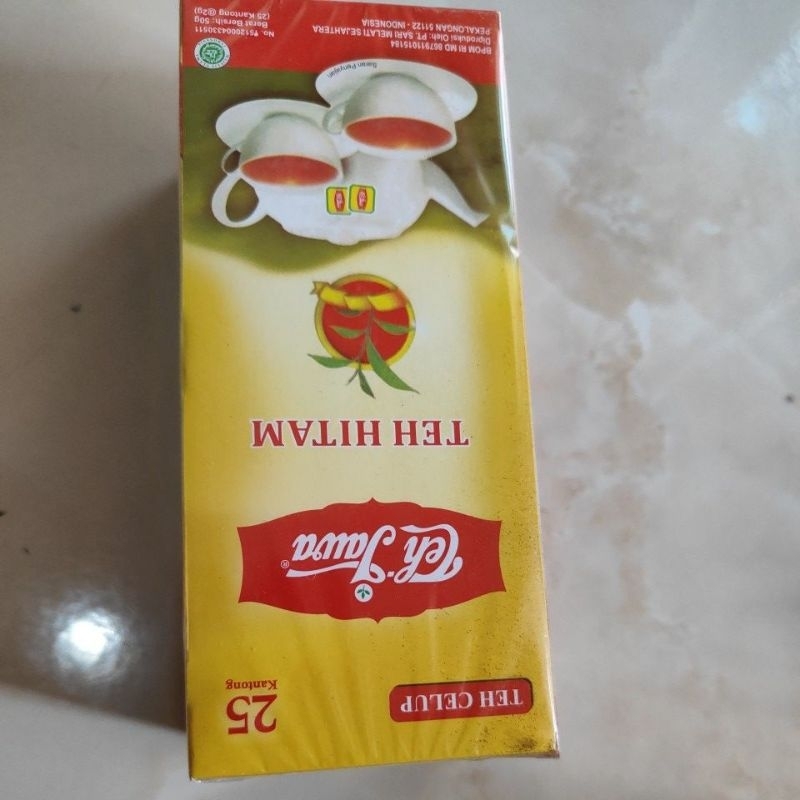 TEH CELUP
25
Kantong
Teh Jawa®
TEH HITAM
Saran Penyajian
BPOM RI MD 867911015184
Diproduksi Oleh: PT. SARI MELATI SEJAHTERA
PEKALONGAN 51122 - INDONESIA
Berat Bersih: 50g
(25 Kantong @2g)